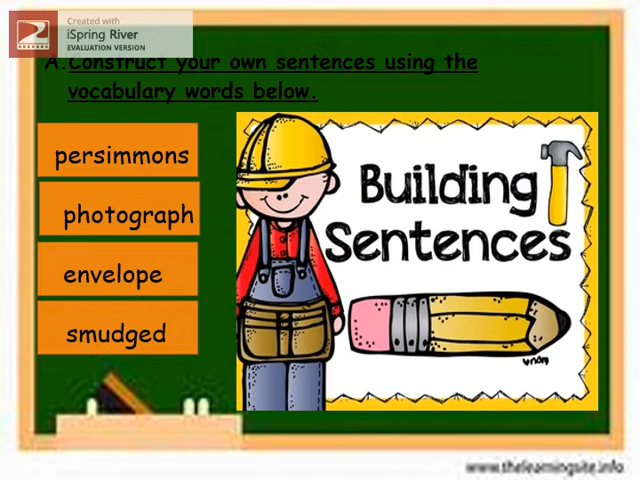 Created with
iSpring River
EVALUATION VERSION
A.Construct your own sentences using the
vocabulary words below.
persimmons
photograph
envelope
smudged
Building
Sentences
www.thelearningsite.info